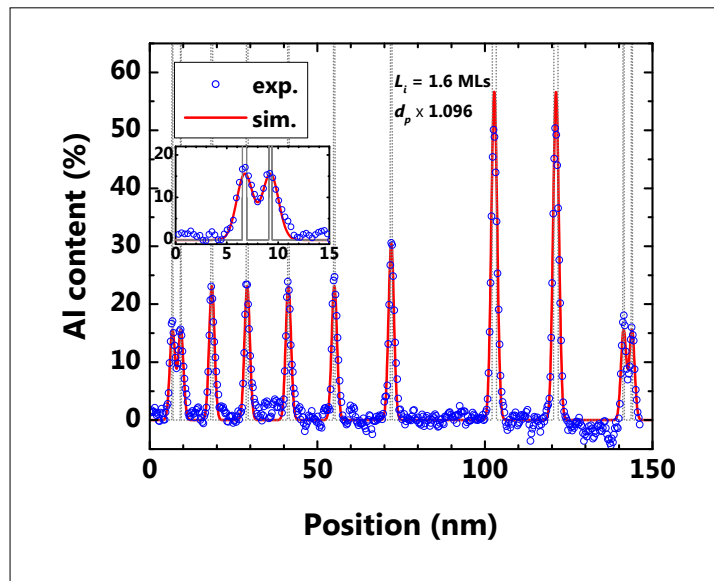 60
50
40
30
20
10
0
Al content (%)
exp.
sim.
L_i = 1.6 MLs
d_p x 1.096
20
10
0
0 5 10 15
0 50 100 150
Position (nm)